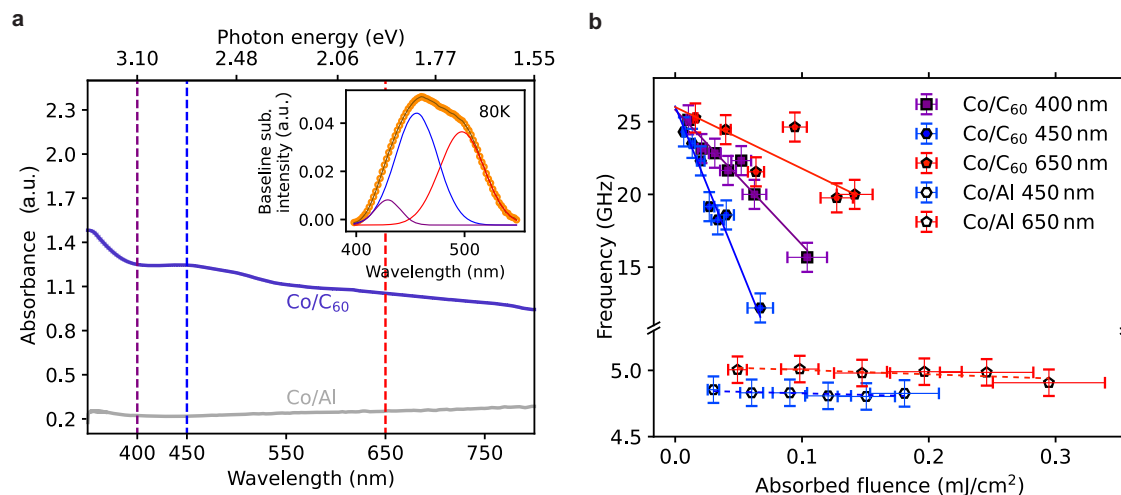 a
Photon energy (eV)
3.10 2.48 2.06 1.77 1.55
Absorbance (a.u.)
2.3
2.0
1.7
1.4
1.1
0.8
0.5
0.2
Baseline sub.
intensity (a.u.)
0.04
0.02
0.00
80K
400 500
Wavelength (nm)
Co/C₆₀
Co/Al
400 450 550 650 750
Wavelength (nm)
b
Frequency (GHz)
25
20
15
5.0
4.5
Co/C₆₀ 400 nm
Co/C₆₀ 450 nm
Co/C₆₀ 650 nm
Co/Al 450 nm
Co/Al 650 nm
0.0 0.1 0.2 0.3
Absorbed fluence (mJ/cm²)